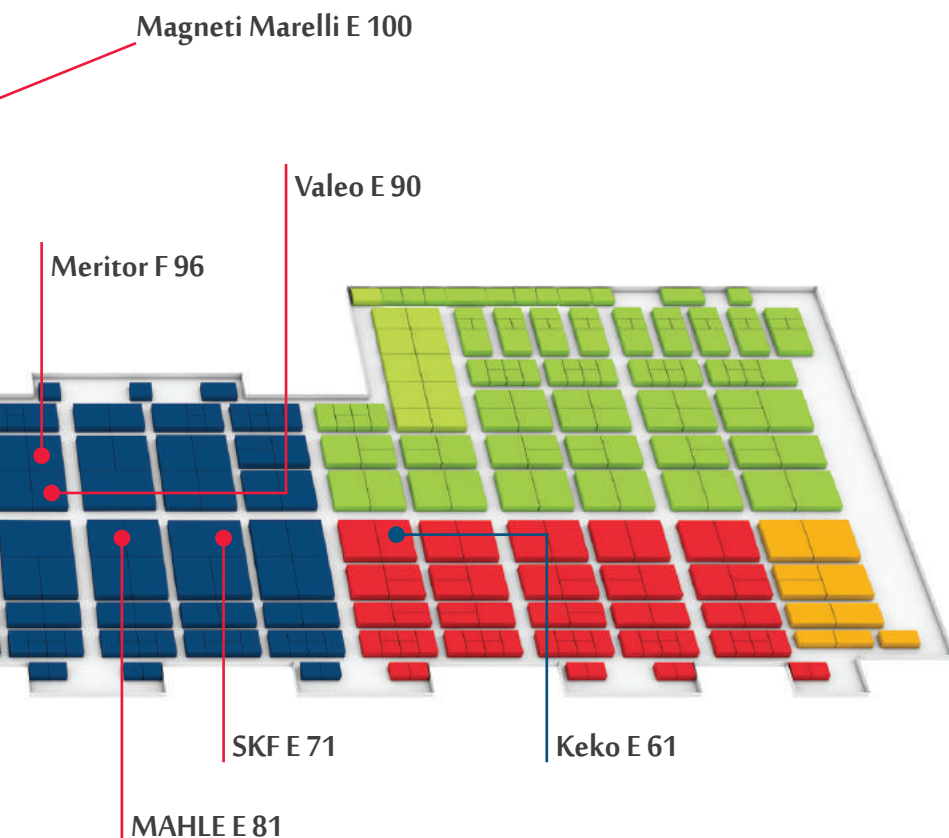 Magneti Marelli E 100
Valeo E 90
Meritor F 96
SKF E 71
Keko E 61
MAHLE E 81